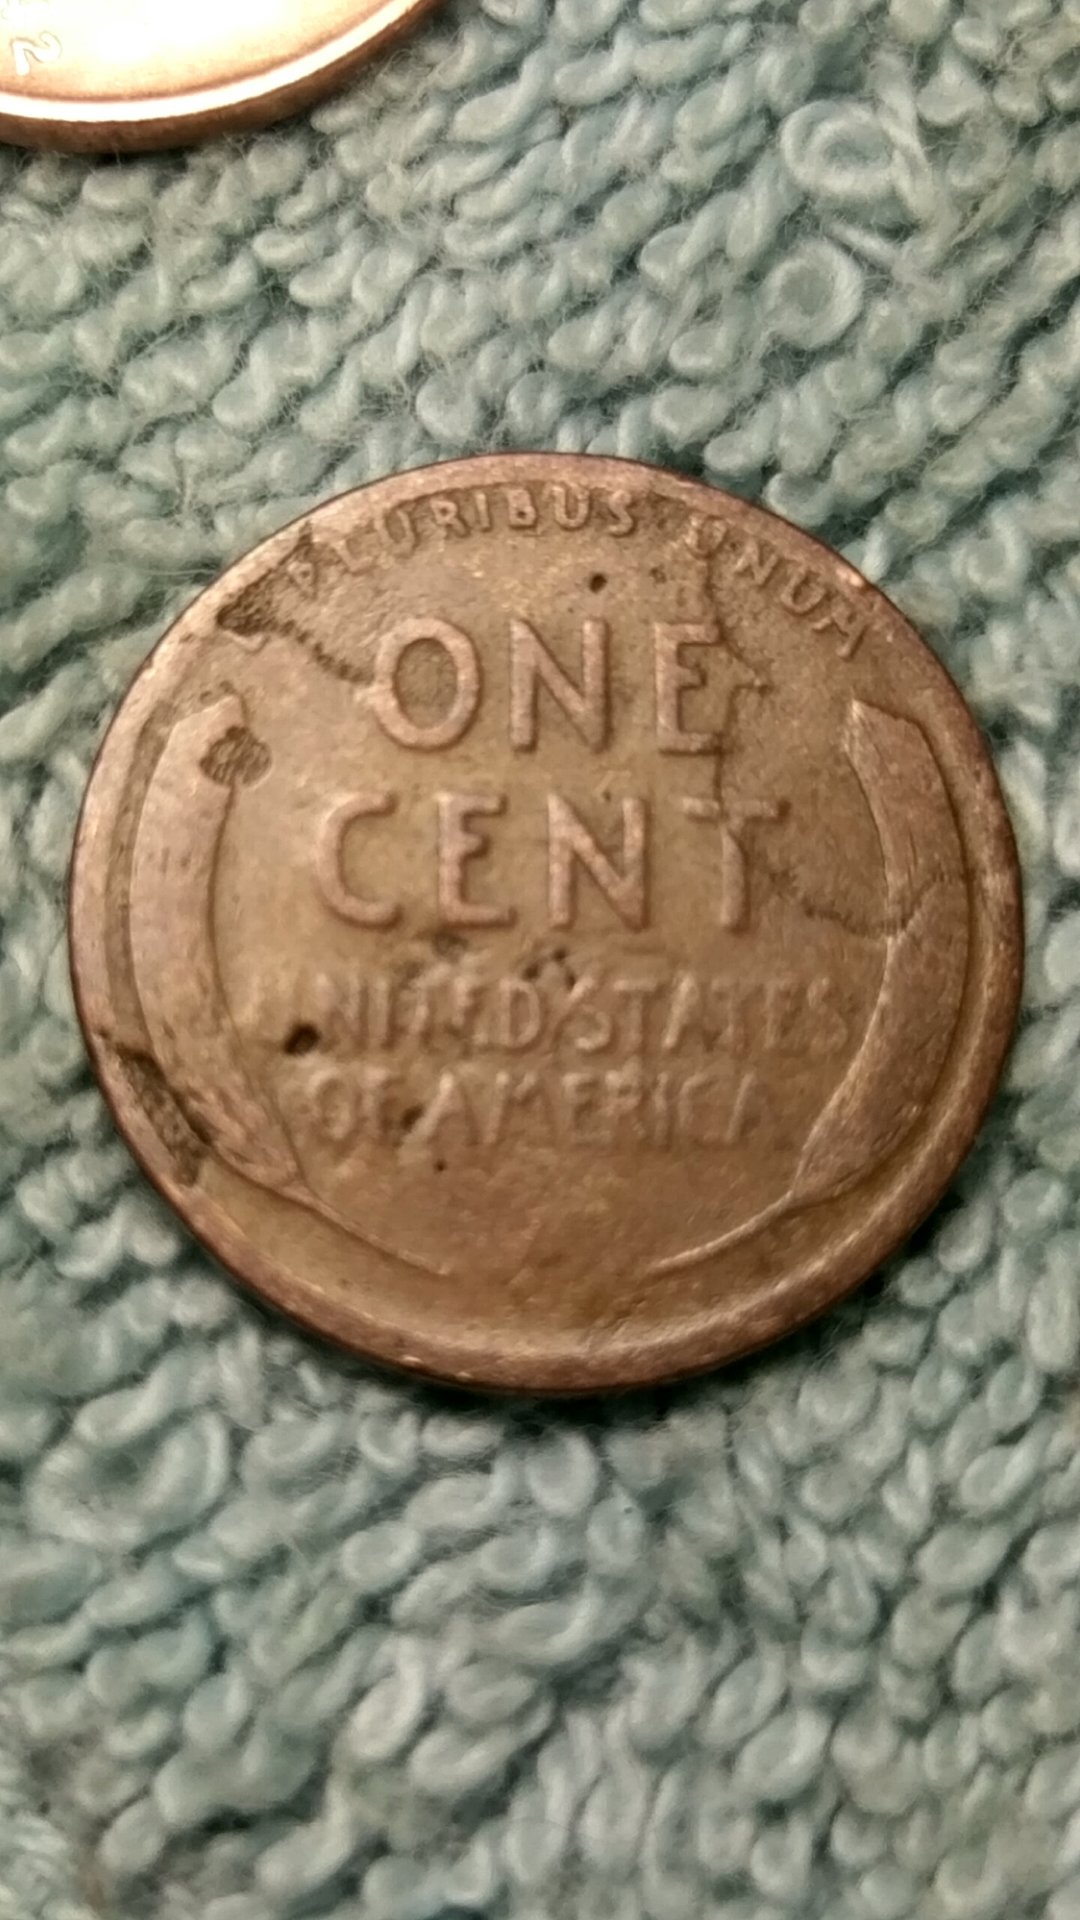 PLURIBUS UNUM
ONE
CENT
UNITED STATES
OF AMERICA